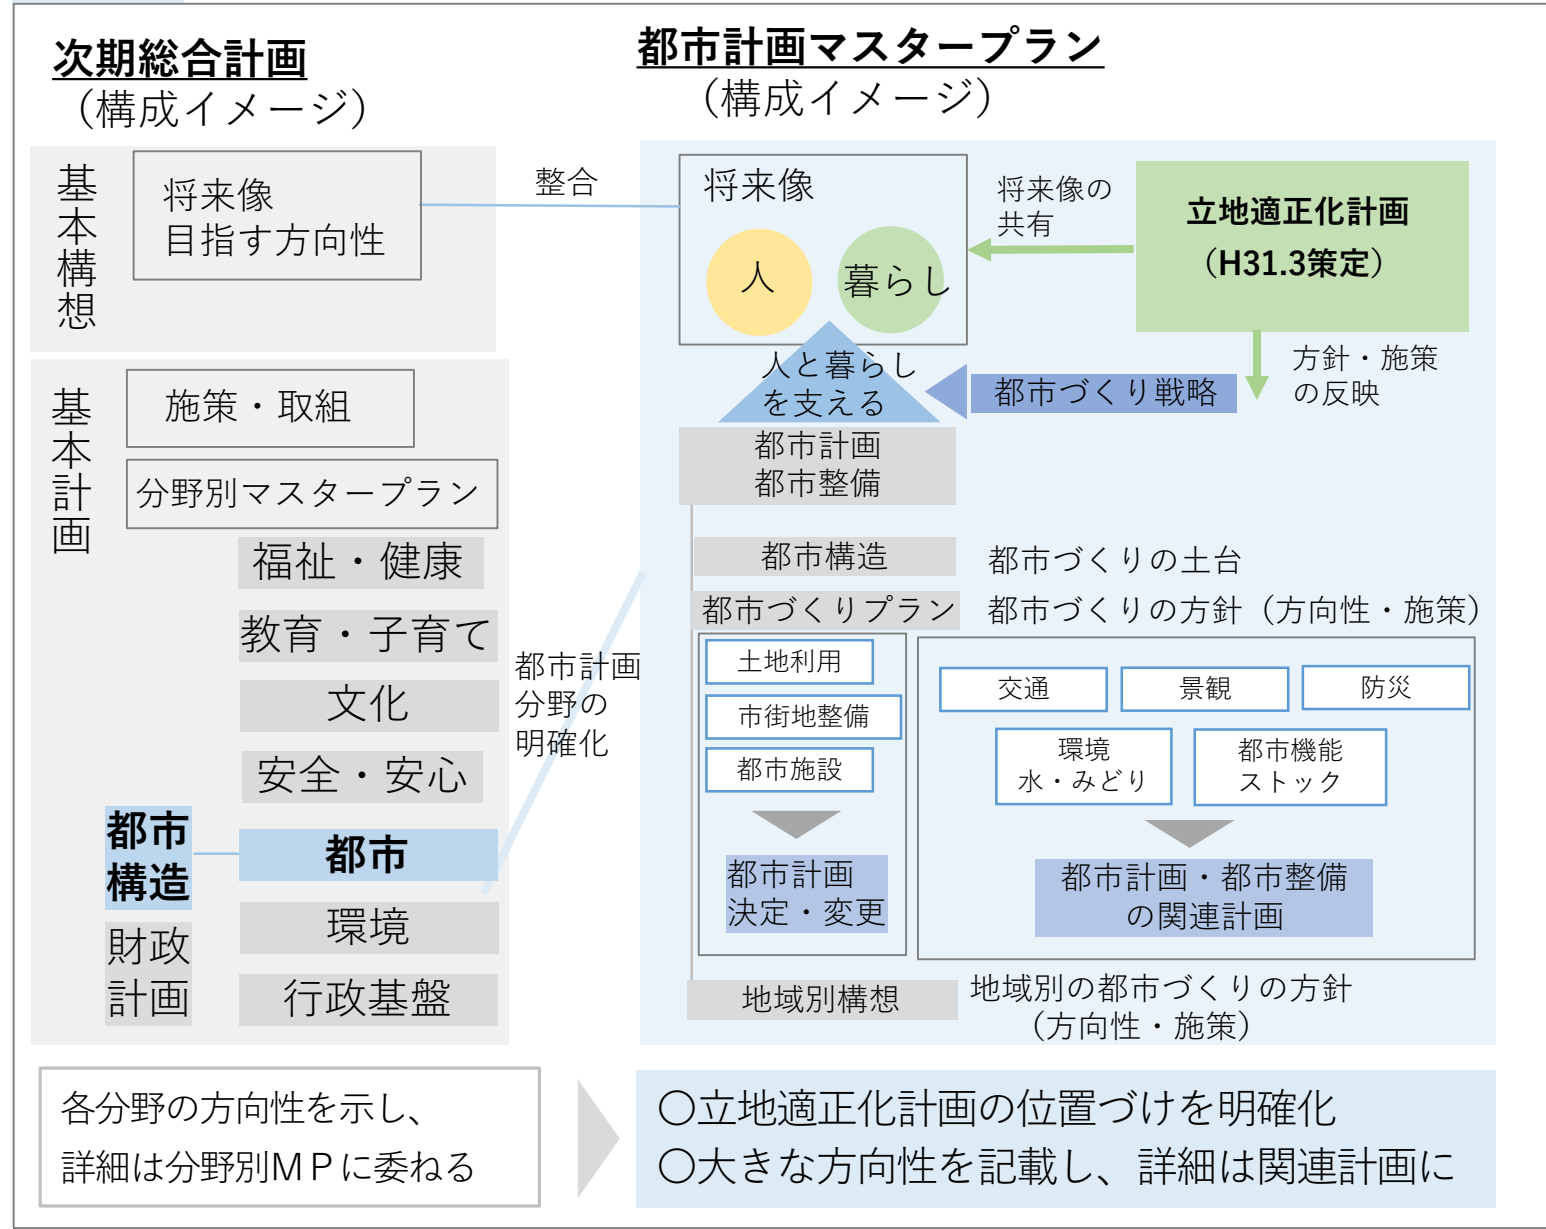 次期総合計画
（構成イメージ）
基本構想
将来像
目指す方向性
基本計画
施策・取組
分野別マスタープラン
福祉・健康
教育・子育て
文化
安全・安心
都市
構造
都市
環境
財政
計画
行政基盤
整合
都市計画
分野の
明確化
都市計画マスタープラン
（構成イメージ）
将来像
人
暮らし
将来像の
共有
立地適正化計画
（H31.3策定）
方針・施策
の反映
人と暮らし
を支える
都市づくり戦略
都市計画
都市整備
都市構造
都市づくりの土台
都市づくりプラン
都市づくりの方針（方向性・施策）
土地利用
市街地整備
都市施設
都市計画
決定・変更
交通
景観
防災
環境
水・みどり
都市機能
ストック
都市計画・都市整備
の関連計画
地域別構想
地域別の都市づくりの方針
（方向性・施策）
各分野の方向性を示し、
詳細は分野別ＭＰに委ねる
〇立地適正化計画の位置づけを明確化
〇大きな方向性を記載し、詳細は関連計画に